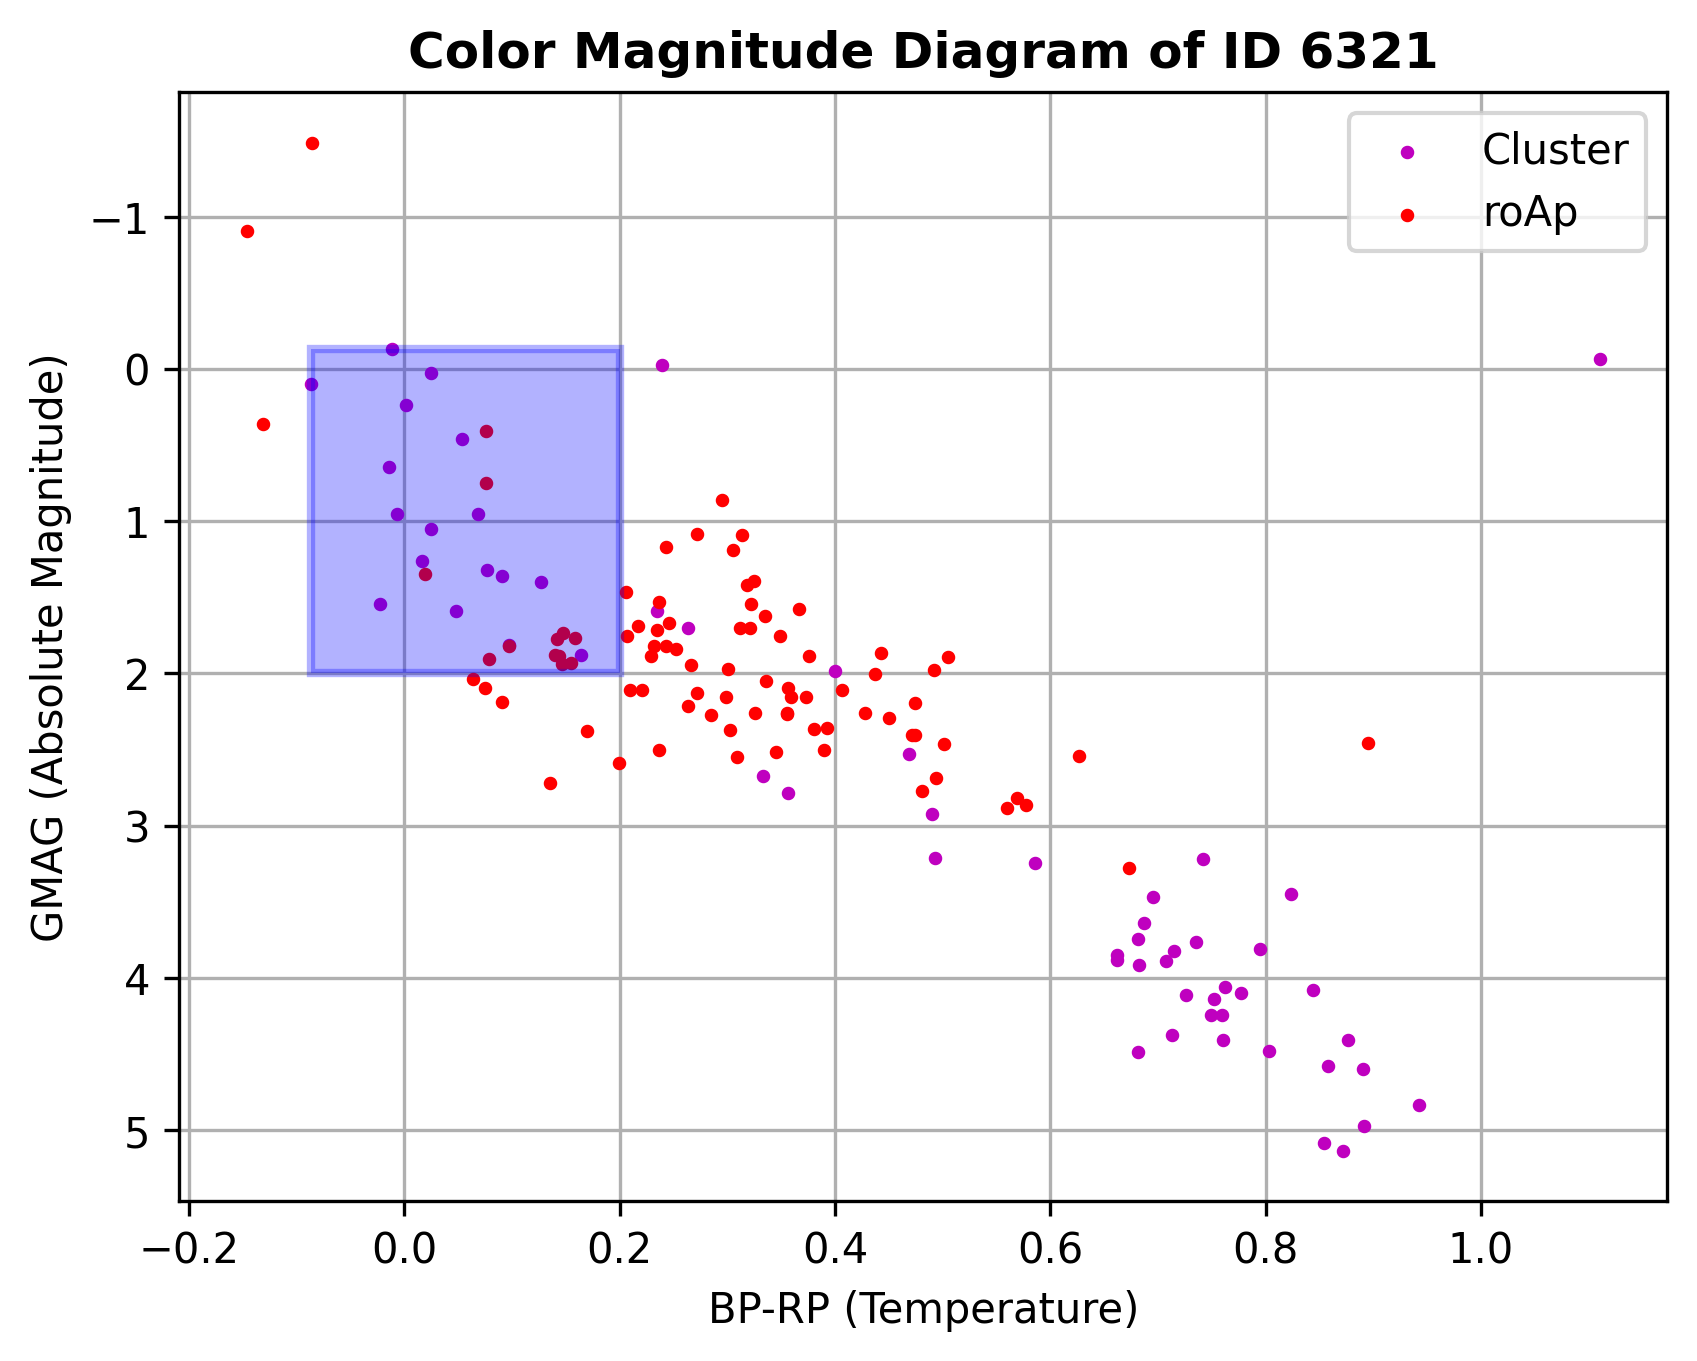 Color Magnitude Diagram of ID 6321
Cluster
roAp
GMAG (Absolute Magnitude)
−1
0
1
2
3
4
5
−0.2 0.0 0.2 0.4 0.6 0.8 1.0
BP-RP (Temperature)